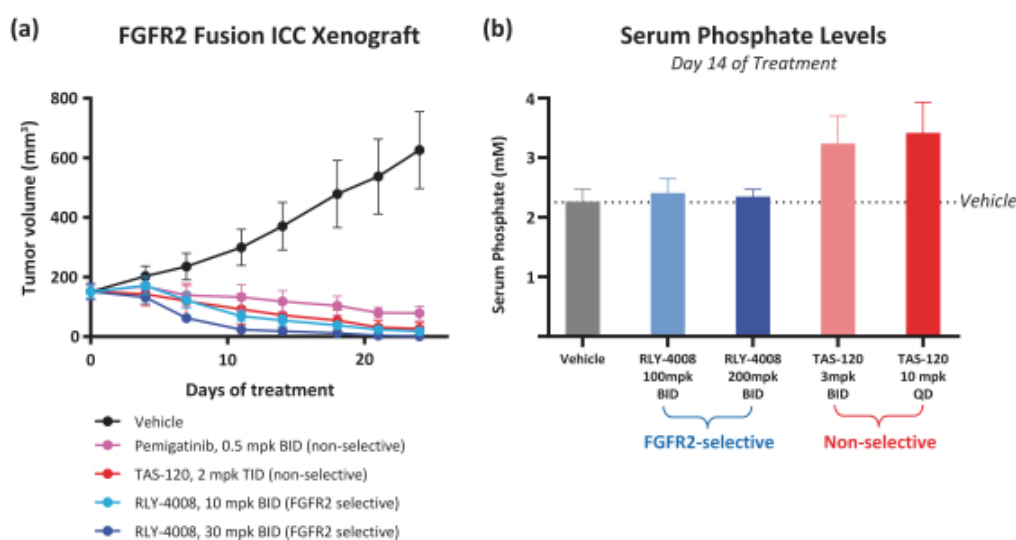 (a)
FGFR2 Fusion ICC Xenograft
800
600
400
200
0
Tumor volume (mm³)
0
10
20
Days of treatment
Vehicle
Pemigatinib, 0.5 mpk BID (non-selective)
TAS-120, 2 mpk TID (non-selective)
RLY-4008, 10 mpk BID (FGFR2 selective)
RLY-4008, 30 mpk BID (FGFR2 selective)
(b)
Serum Phosphate Levels
Day 14 of Treatment
4
3
2
1
Serum Phosphate (mM)
Vehicle
Vehicle
RLY-4008
100mpk
BID
RLY-4008
200mpk
BID
TAS-120
3mpk
BID
TAS-120
10 mpk
QD
FGFR2-selective
Non-selective